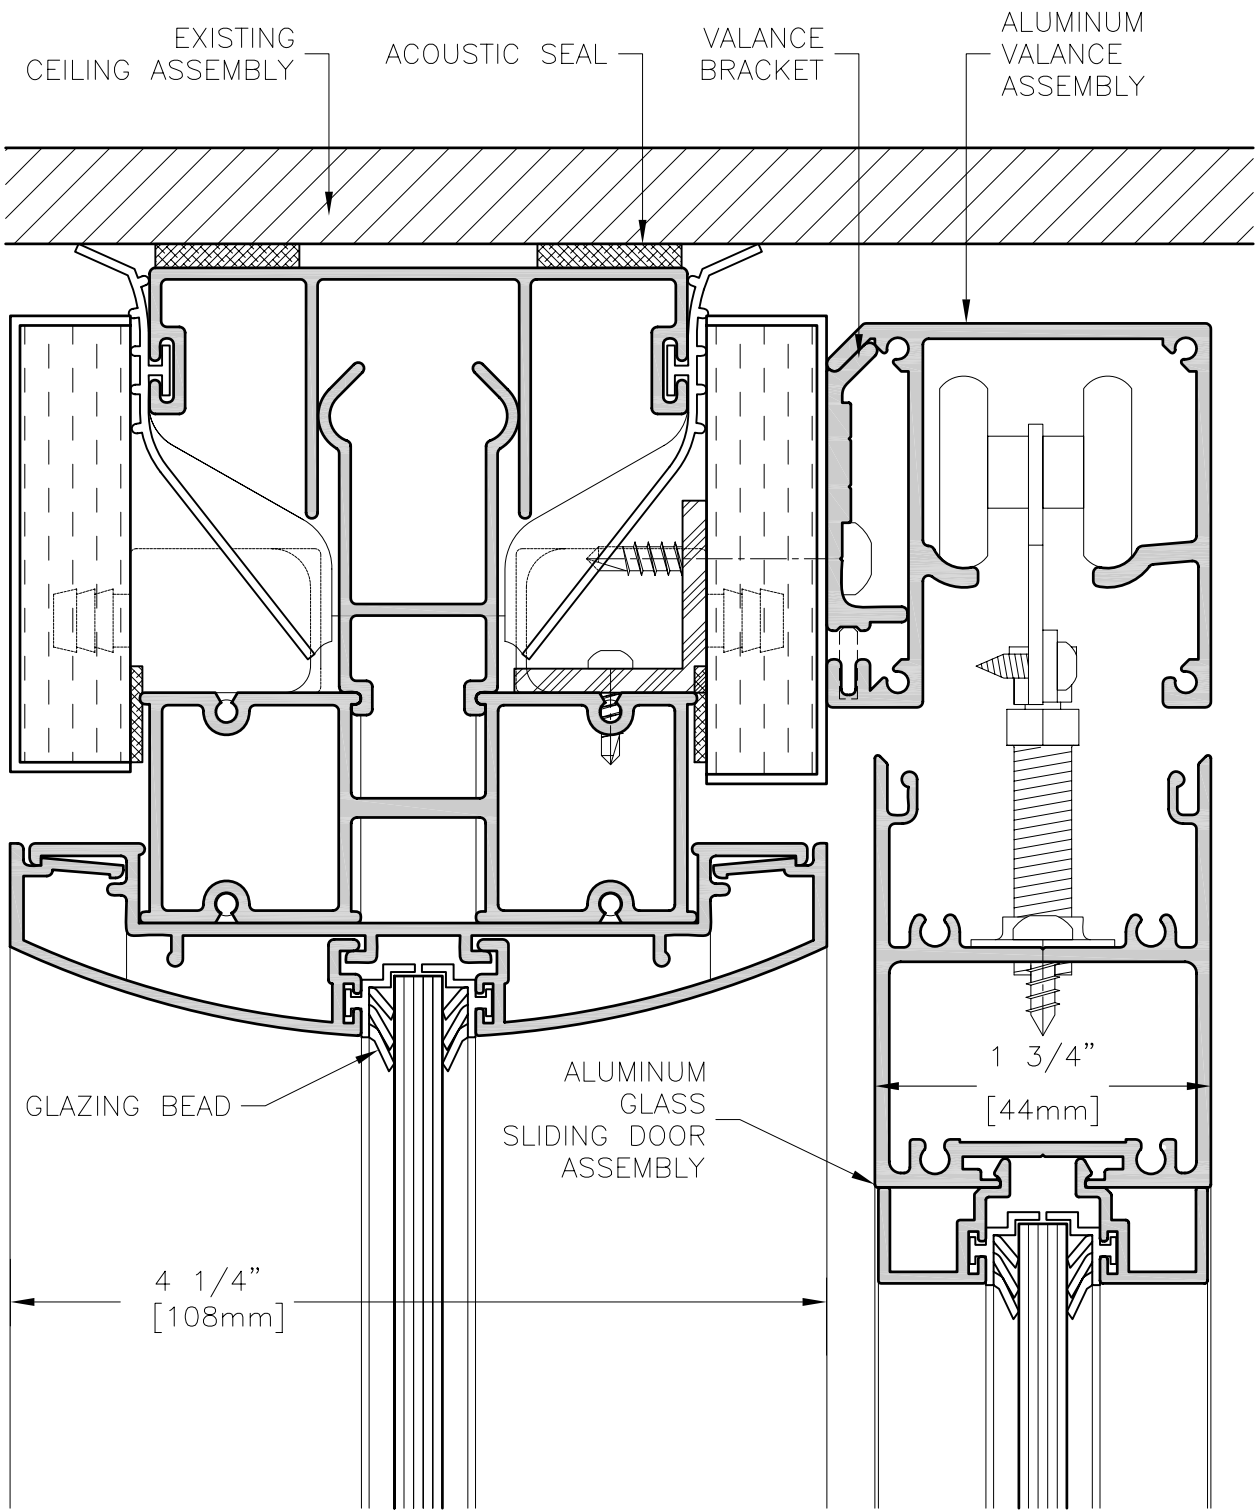 EXISTING
CEILING ASSEMBLY
ACOUSTIC SEAL
VALANCE
BRACKET
ALUMINUM
VALANCE
ASSEMBLY
1 3/4”
[44mm]
GLAZING BEAD
ALUMINUM
GLASS
SLIDING DOOR
ASSEMBLY
4 1/4”
[108mm]